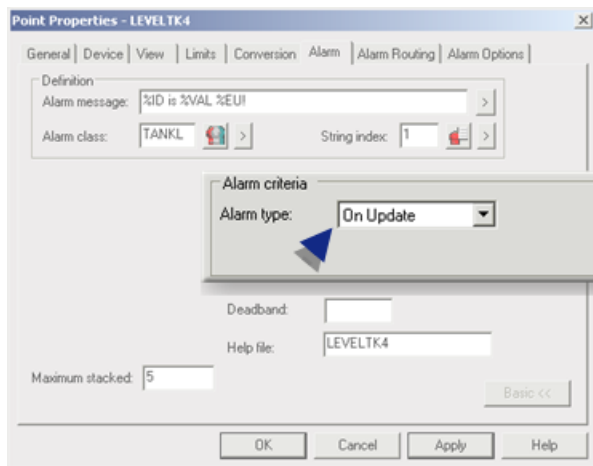 Point Properties - LEVELTK4
General Device View Limits Conversion Alarm Alarm Routing Alarm Options
Definition
Alarm message: %ID is %VAL %EU! >
Alarm class: TANKL > String index: 1 >
Alarm criteria
Alarm type: On Update
Deadband:
Help file: LEVELTK4
Maximum stacked: 5
Basic <<
OK Cancel Apply Help